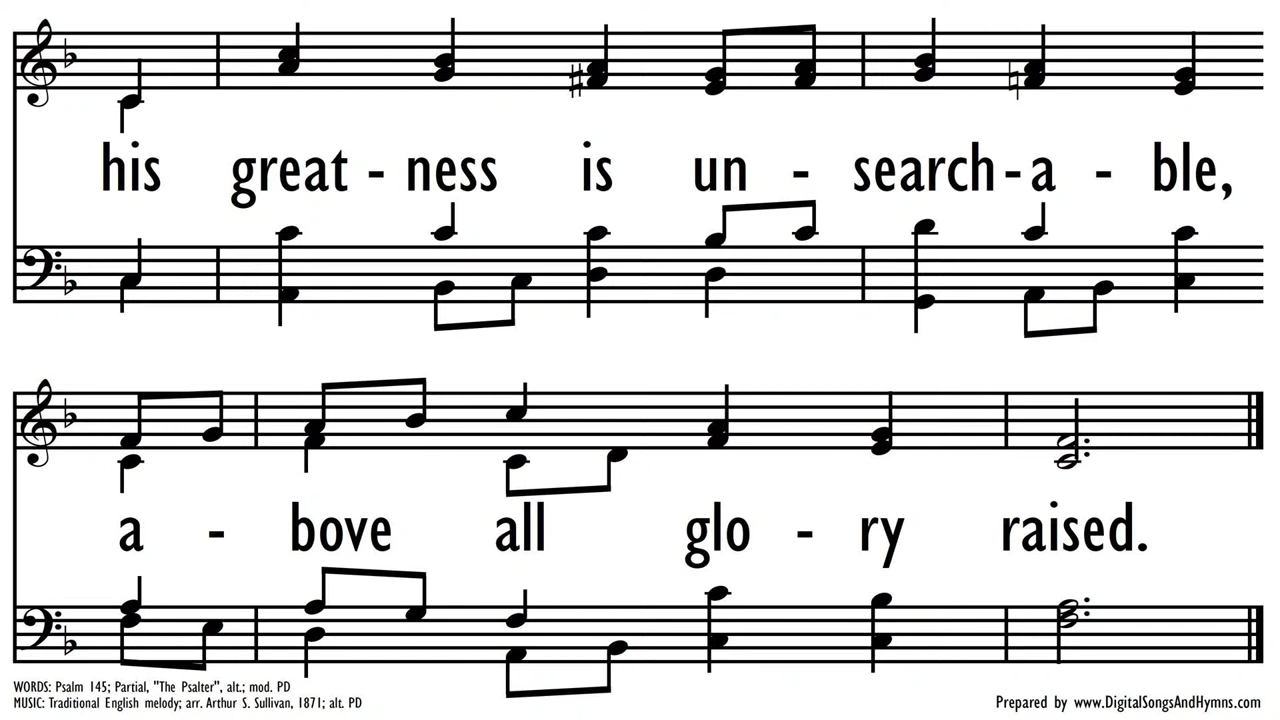 his great - ness is un - search - a - ble,
a - bove all glo - ry raised.
WORDS: Psalm 145; Partial, "The Psalter", alt.; mod. PD
MUSIC: Traditional English melody; arr. Arthur S. Sullivan, 1871; alt. PD
Prepared by www.DigitalSongsAndHymns.com